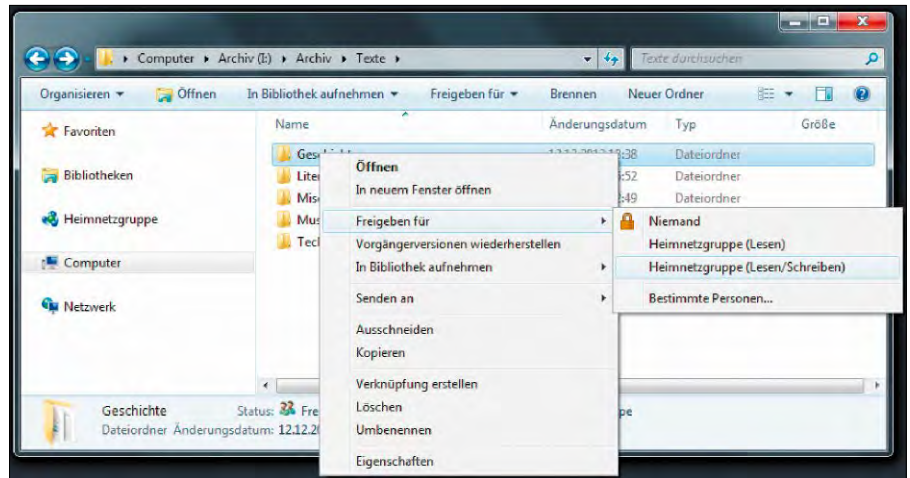 Computer Archiv (I:) Archiv Texte Texte durchsuchen
Organisieren Öffnen In Bibliothek aufnehmen Freigeben für Brennen Neuer Ordner
Favoriten
Bibliotheken
Heimnetzgruppe
Computer
Netzwerk
Name Änderungsdatum Typ Größe
Dateiordner
Dateiordner
Dateiordner
Öffnen
In neuem Fenster öffnen
Freigeben für
Vorgängerversionen wiederherstellen
In Bibliothek aufnehmen
Senden an
Ausschneiden
Kopieren
Verknüpfung erstellen
Löschen
Umbenennen
Eigenschaften
Niemand
Heimnetzgruppe (Lesen)
Heimnetzgruppe (Lesen/Schreiben)
Bestimmte Personen...
Geschichte Status:
Dateiordner Änderungsdatum: